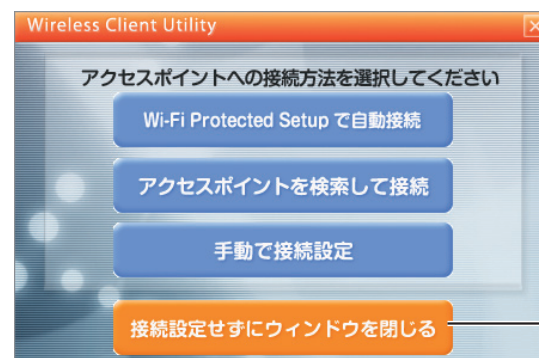 Wireless Client Utility
アクセスポイントへの接続方法を選択してください
Wi-Fi Protected Setup で自動接続
アクセスポイントを検索して接続
手動で接続設定
接続設定せずにウィンドウを閉じる